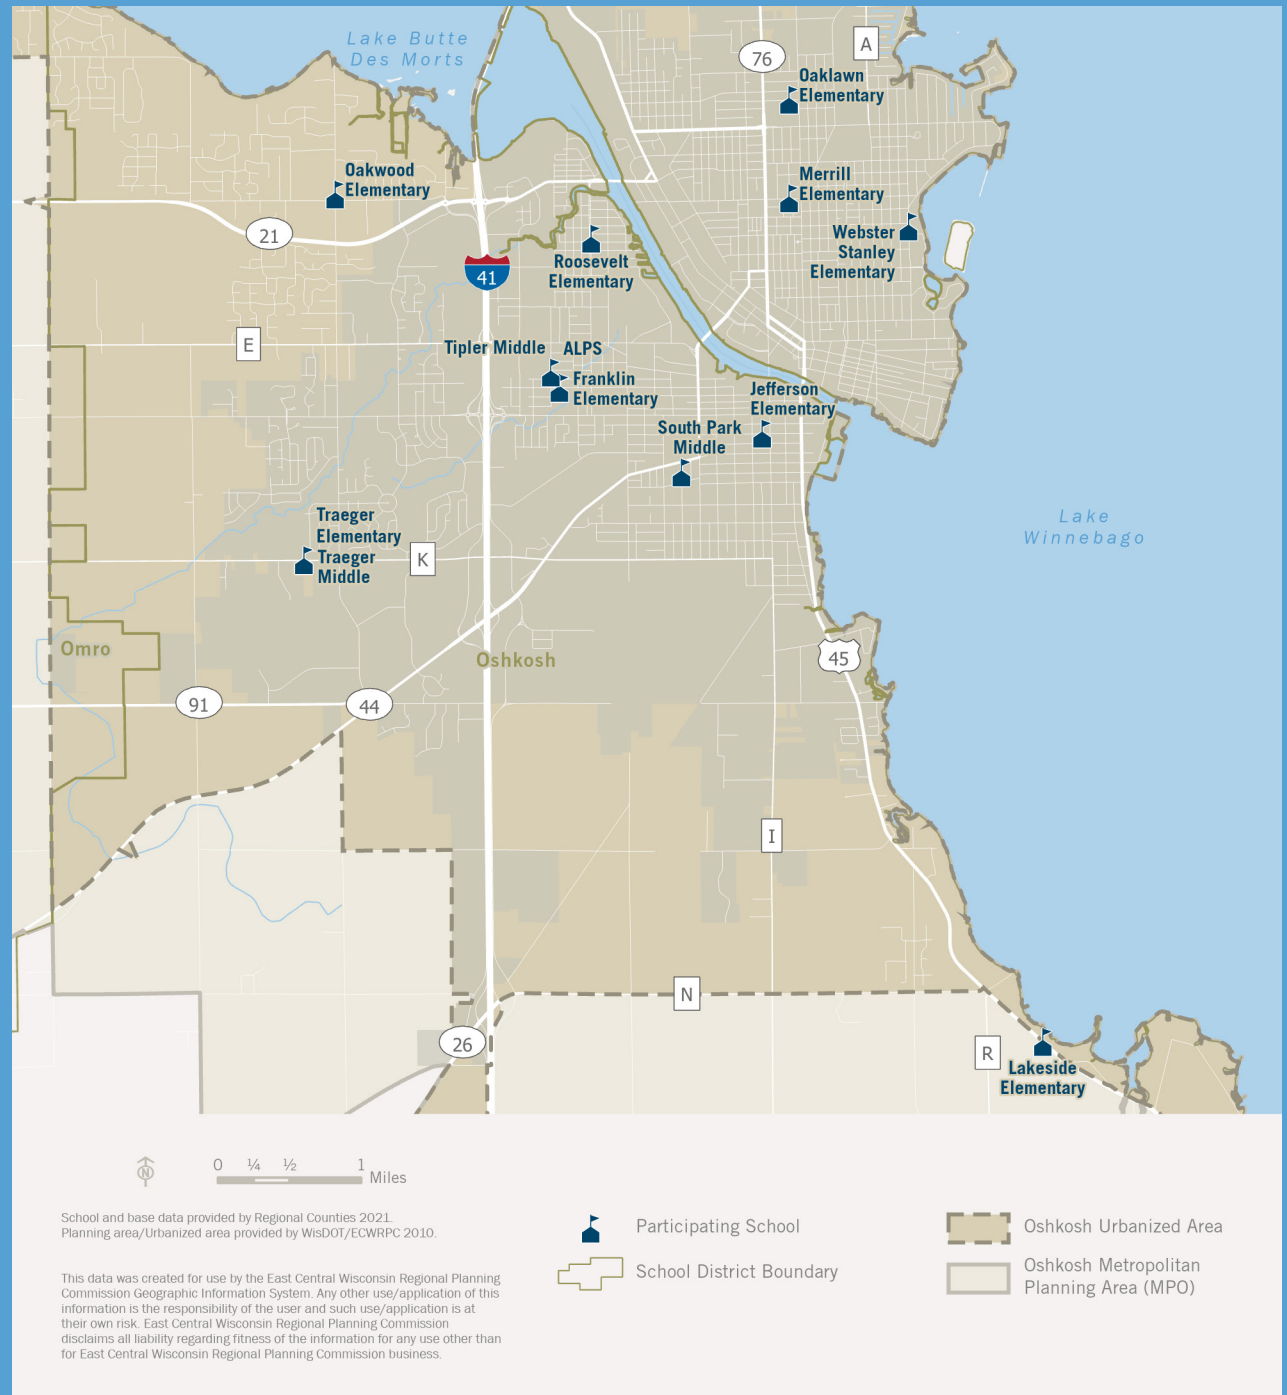 Lake Butte
Des Morts
76
A
Oaklawn
Elementary
Oakwood
Elementary
Merrill
Elementary
21
Webster
Stanley
Elementary
Roosevelt
Elementary
41
E
Tipler Middle
ALPS
Franklin
Elementary
Jefferson
Elementary
South Park
Middle
Lake
Winnebago
Traeger
Elementary
Traeger
Middle
K
Omro
Oshkosh
45
91
44
I
N
26
R
Lakeside
Elementary
N
0 ¼ ½ 1
Miles
School and base data provided by Regional Counties 2021.
Planning area/Urbanized area provided by WisDOT/ECWRPC 2010.
This data was created for use by the East Central Wisconsin Regional Planning
Commission Geographic Information System. Any other use/application of this
information is the responsibility of the user and such use/application is at
their own risk. East Central Wisconsin Regional Planning Commission
disclaims all liability regarding fitness of the information for any use other than
for East Central Wisconsin Regional Planning Commission business.
Participating School
School District Boundary
Oshkosh Urbanized Area
Oshkosh Metropolitan
Planning Area (MPO)